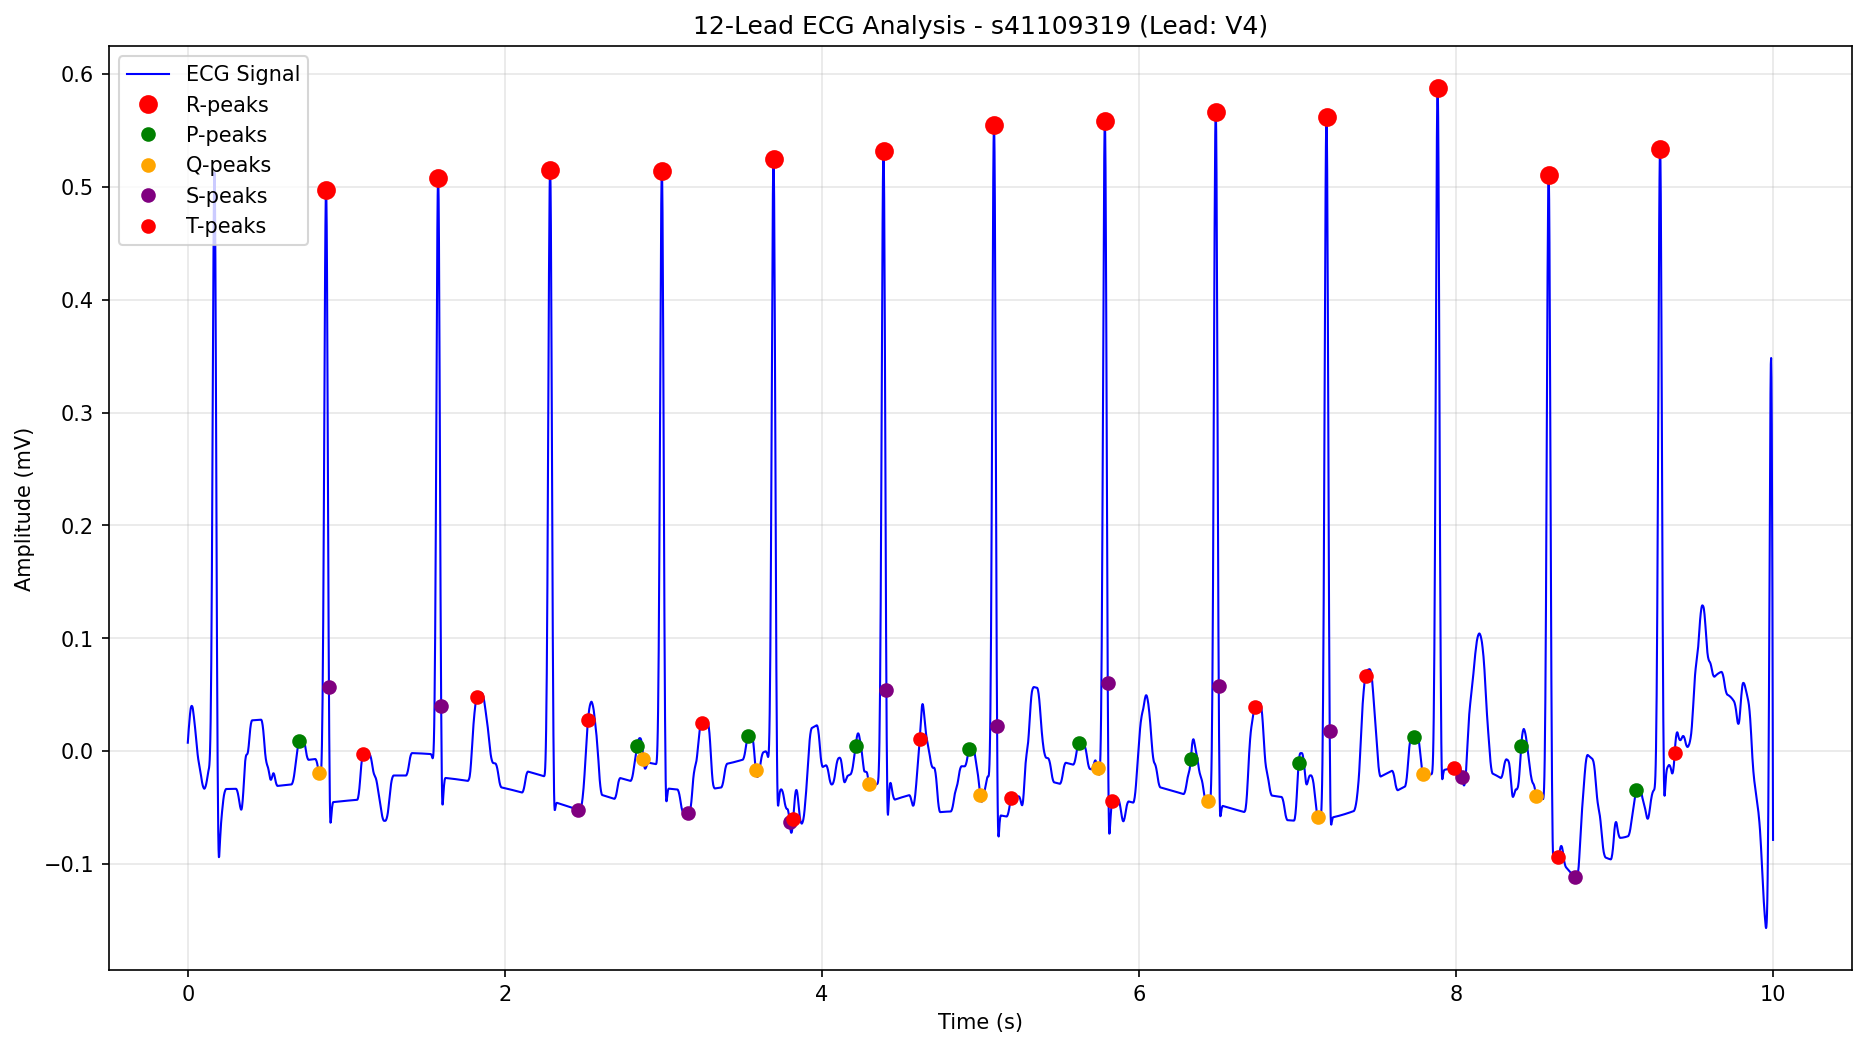 12-Lead ECG Analysis - s41109319 (Lead: V4)
ECG Signal
R-peaks
P-peaks
Q-peaks
S-peaks
T-peaks
0.6
0.5
0.4
0.3
0.2
0.1
0.0
−0.1
Amplitude (mV)
0 2 4 6 8 10
Time (s)